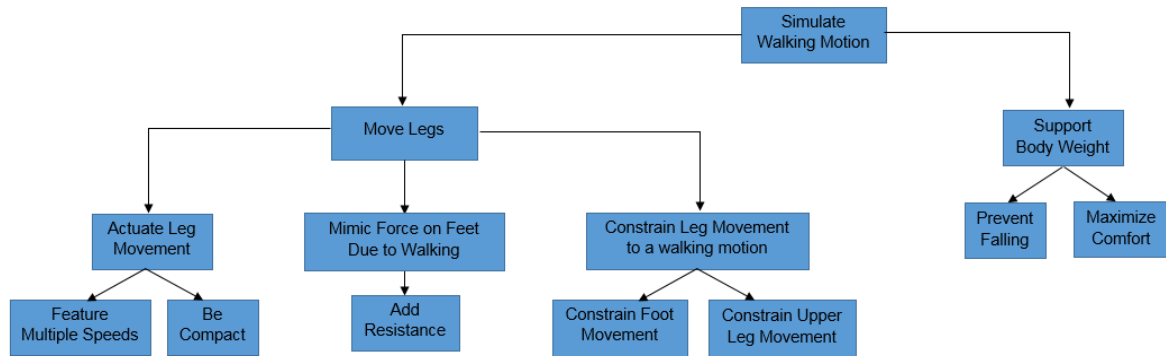 Simulate
Walking Motion
Move Legs
Support
Body Weight
Actuate Leg
Movement
Mimic Force on Feet
Due to Walking
Constrain Leg Movement
to a walking motion
Prevent
Falling
Maximize
Comfort
Feature
Multiple Speeds
Be
Compact
Add
Resistance
Constrain Foot
Movement
Constrain Upper
Leg Movement